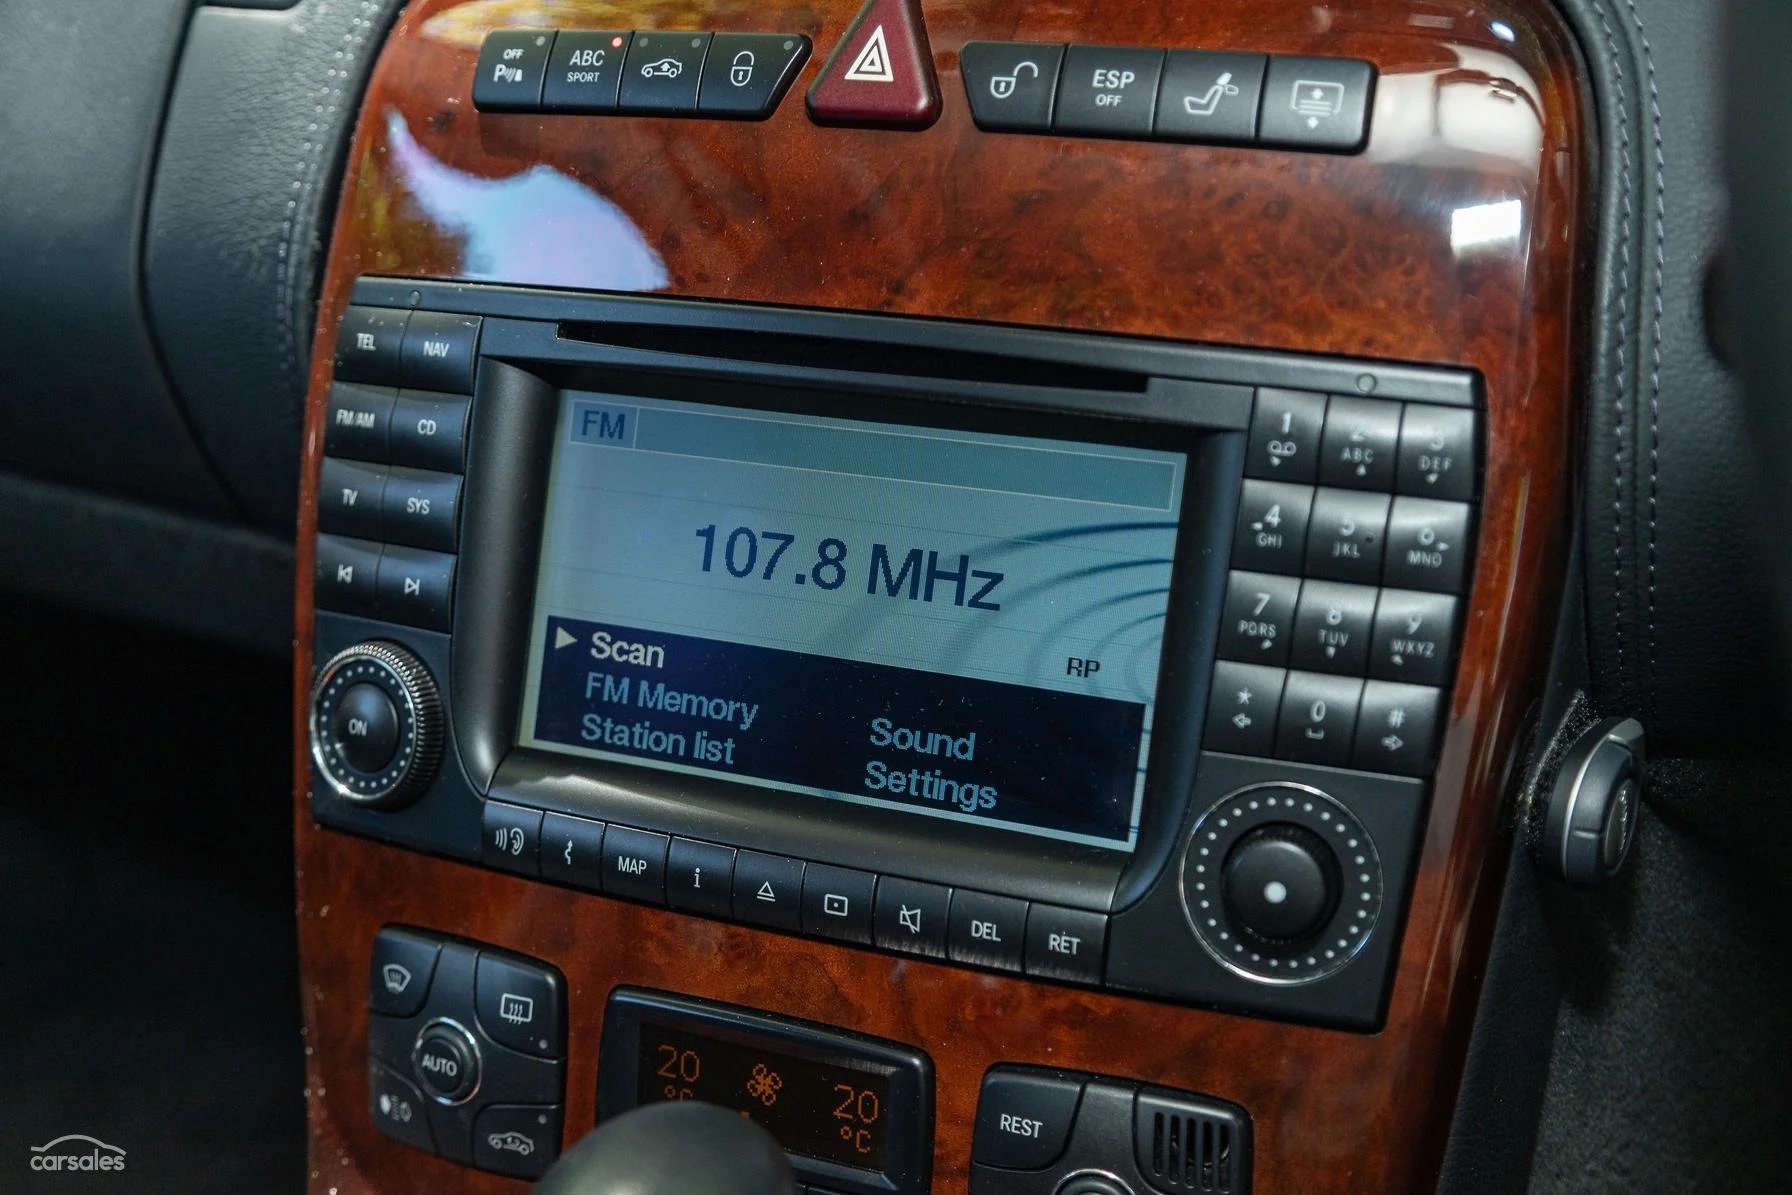 OFF
P
ABC
SPORT
ESP
OFF
TEL
NAV
FM/AM
CD
TV
SYS
ON
FM
107.8 MHz
RP
Scan
FM Memory
Station list
Sound
Settings
1
2
ABC
3
DEF
4
GHI
5
JKL
6
MNO
7
PQRS
8
TUV
9
WXYZ
*
0
#
MAP
i
DEL
RET
AUTO
20
°C
20
°C
REST
carsales